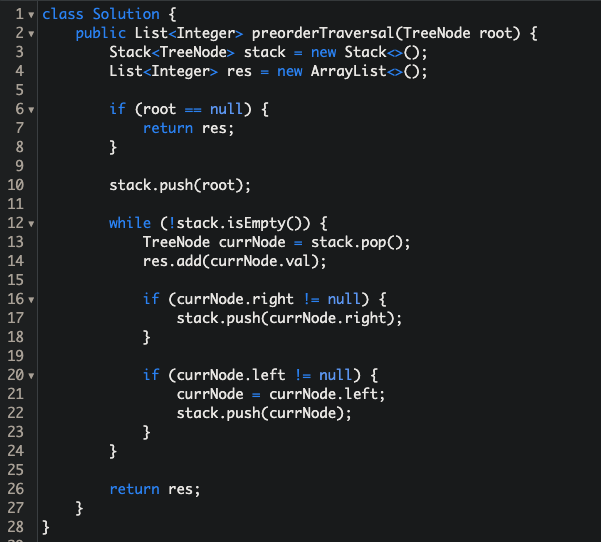 1 class Solution {
2 public List<Integer> preorderTraversal(TreeNode root) {
3 Stack<TreeNode> stack = new Stack<>();
4 List<Integer> res = new ArrayList<>();
5
6 if (root == null) {
7 return res;
8 }
9
10 stack.push(root);
11
12 while (!stack.isEmpty()) {
13 TreeNode currNode = stack.pop();
14 res.add(currNode.val);
15
16 if (currNode.right != null) {
17 stack.push(currNode.right);
18 }
19
20 if (currNode.left != null) {
21 currNode = currNode.left;
22 stack.push(currNode);
23 }
24 }
25
26 return res;
27 }
28 }